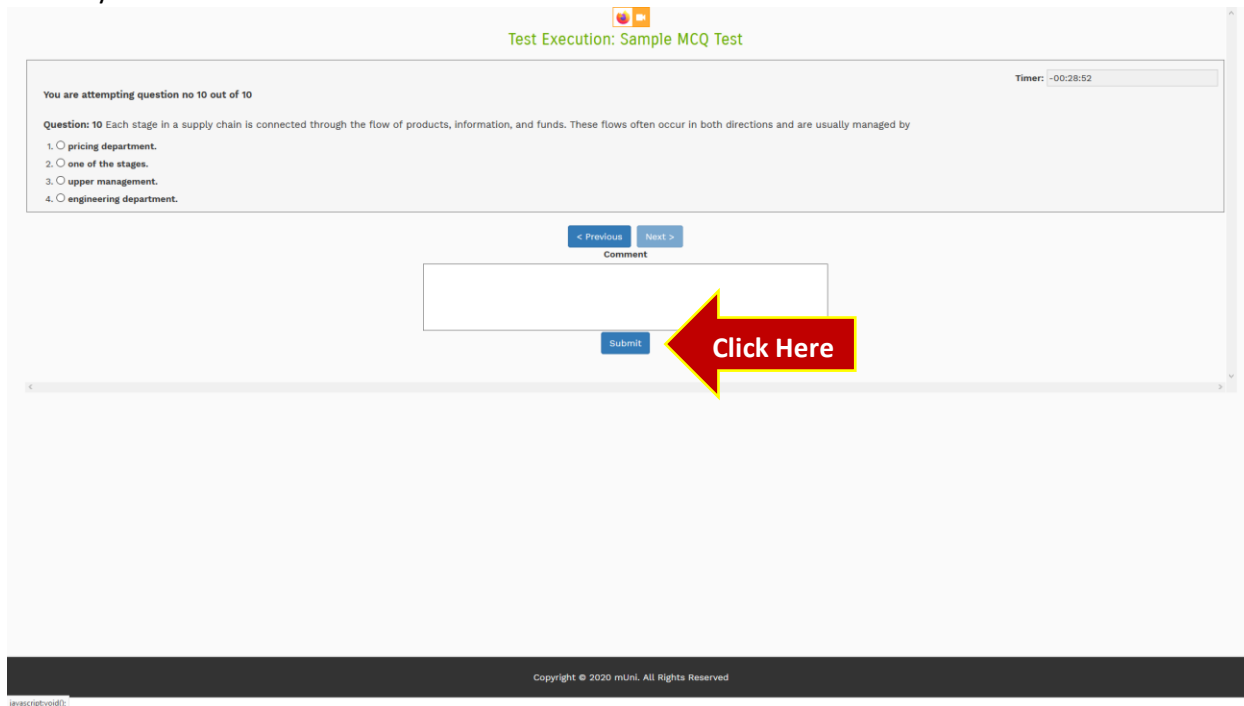 Test Execution: Sample MCQ Test
Timer: -00:28:52
You are attempting question no 10 out of 10
Question: 10 Each stage in a supply chain is connected through the flow of products, information, and funds. These flows often occur in both directions and are usually managed by
1. pricing department.
2. one of the stages.
3. upper management.
4. engineering department.
< Previous Next >
Comment
Submit
Click Here
Copyright © 2020 mUni. All Rights Reserved
javascript:void();